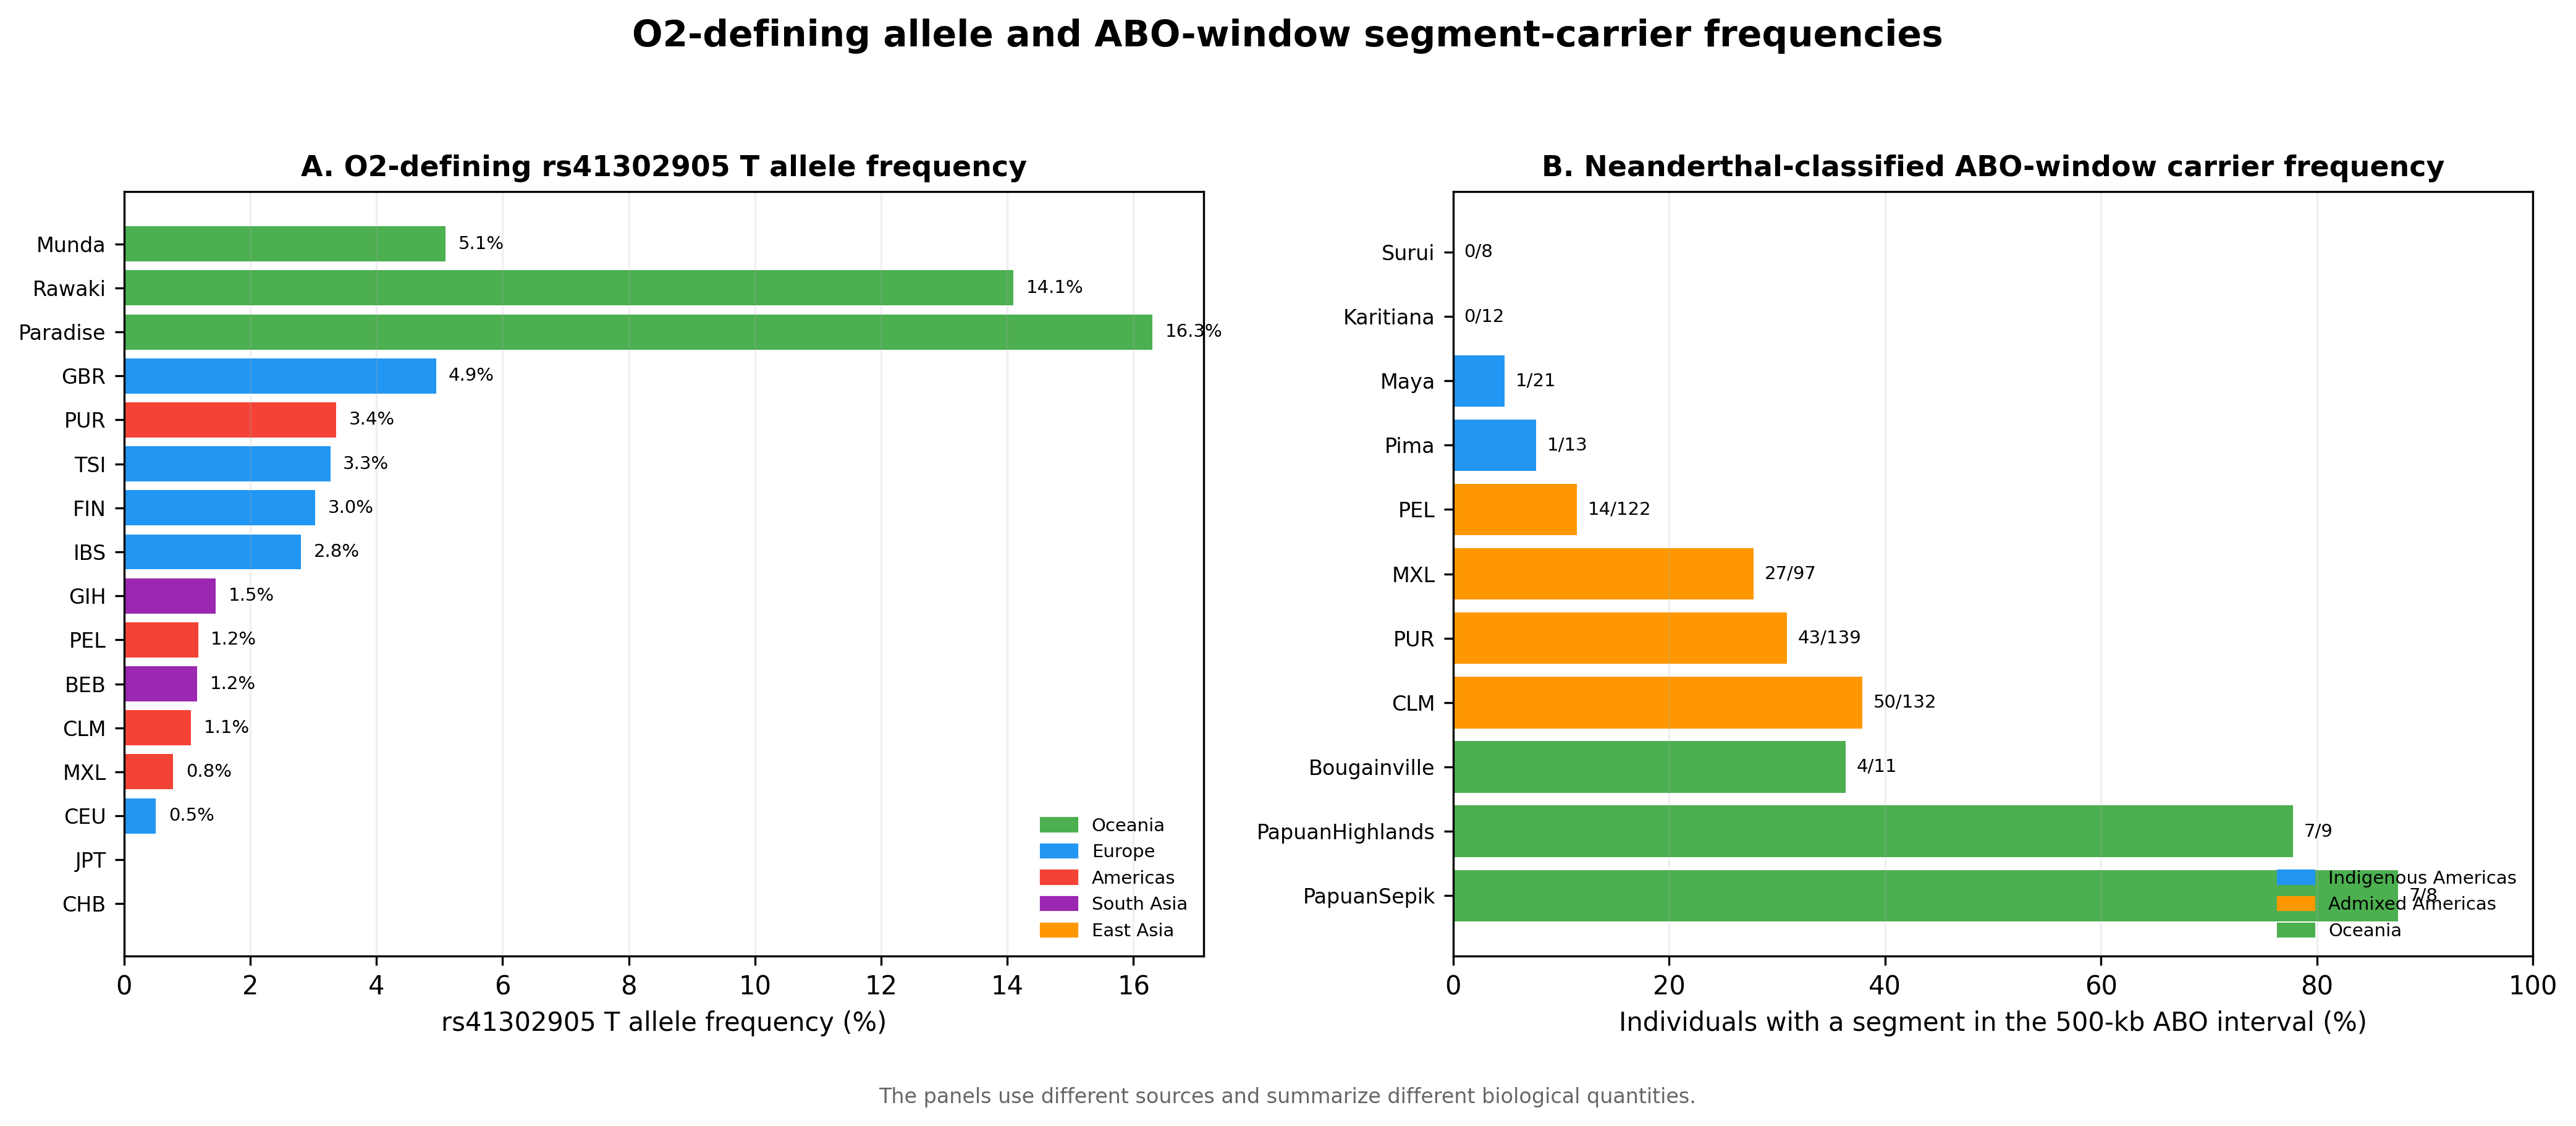 O2-defining allele and ABO-window segment-carrier frequencies
A. O2-defining rs41302905 T allele frequency
Munda 5.1%
Rawaki 14.1%
Paradise 16.3%
GBR 4.9%
PUR 3.4%
TSI 3.3%
FIN 3.0%
IBS 2.8%
GIH 1.5%
PEL 1.2%
BEB 1.2%
CLM 1.1%
MXL 0.8%
CEU 0.5%
JPT
CHB
Oceania
Europe
Americas
South Asia
East Asia
0 2 4 6 8 10 12 14 16
rs41302905 T allele frequency (%)
B. Neanderthal-classified ABO-window carrier frequency
Surui 0/8
Karitiana 0/12
Maya 1/21
Pima 1/13
PEL 14/122
MXL 27/97
PUR 43/139
CLM 50/132
Bougainville 4/11
PapuanHighlands 7/9
PapuanSepik 7/8
Indigenous Americas
Admixed Americas
Oceania
0 20 40 60 80 100
Individuals with a segment in the 500-kb ABO interval (%)
The panels use different sources and summarize different biological quantities.